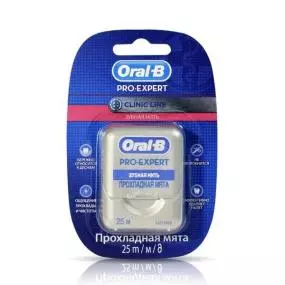 Oral-B
PRO-EXPERT
CLINIC LINE
ЗУБНАЯ НИТЬ
Oral-B
PRO-EXPERT
ЗУБНАЯ НИТЬ
ПРОХЛАДНАЯ МЯТА
25 м
Прохладная мята
25 m / м / მ